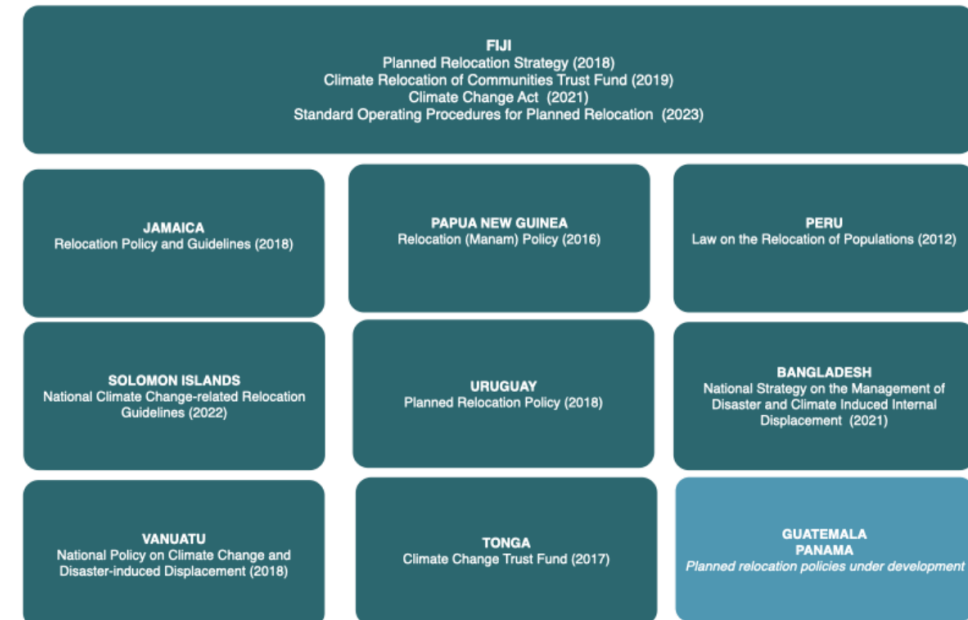 FIJI
Planned Relocation Strategy (2018)
Climate Relocation of Communities Trust Fund (2019)
Climate Change Act (2021)
Standard Operating Procedures for Planned Relocation (2023)
JAMAICA
Relocation Policy and Guidelines (2018)
PAPUA NEW GUINEA
Relocation (Manam) Policy (2016)
PERU
Law on the Relocation of Populations (2012)
SOLOMON ISLANDS
National Climate Change-related Relocation
Guidelines (2022)
URUGUAY
Planned Relocation Policy (2018)
BANGLADESH
National Strategy on the Management of
Disaster and Climate Induced Internal
Displacement (2021)
VANUATU
National Policy on Climate Change and
Disaster-induced Displacement (2018)
TONGA
Climate Change Trust Fund (2017)
GUATEMALA
PANAMA
Planned relocation policies under development